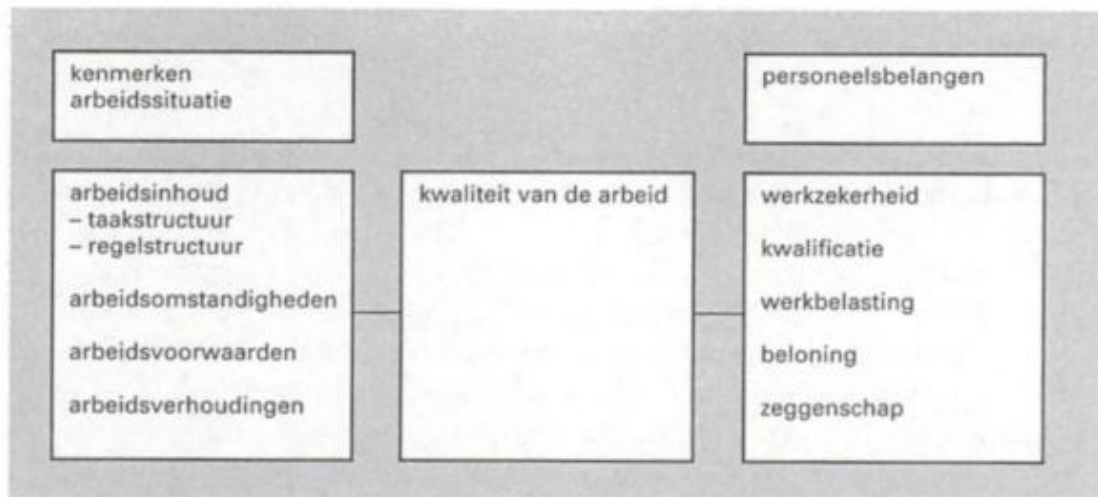 kenmerken
arbeidssituatie
personeelsbelangen
arbeidsinhoud
– taakstructuur
– regelstructuur
arbeidsomstandigheden
arbeidsvoorwaarden
arbeidsverhoudingen
kwaliteit van de arbeid
werkzekerheid
kwalificatie
werkbelasting
beloning
zeggenschap